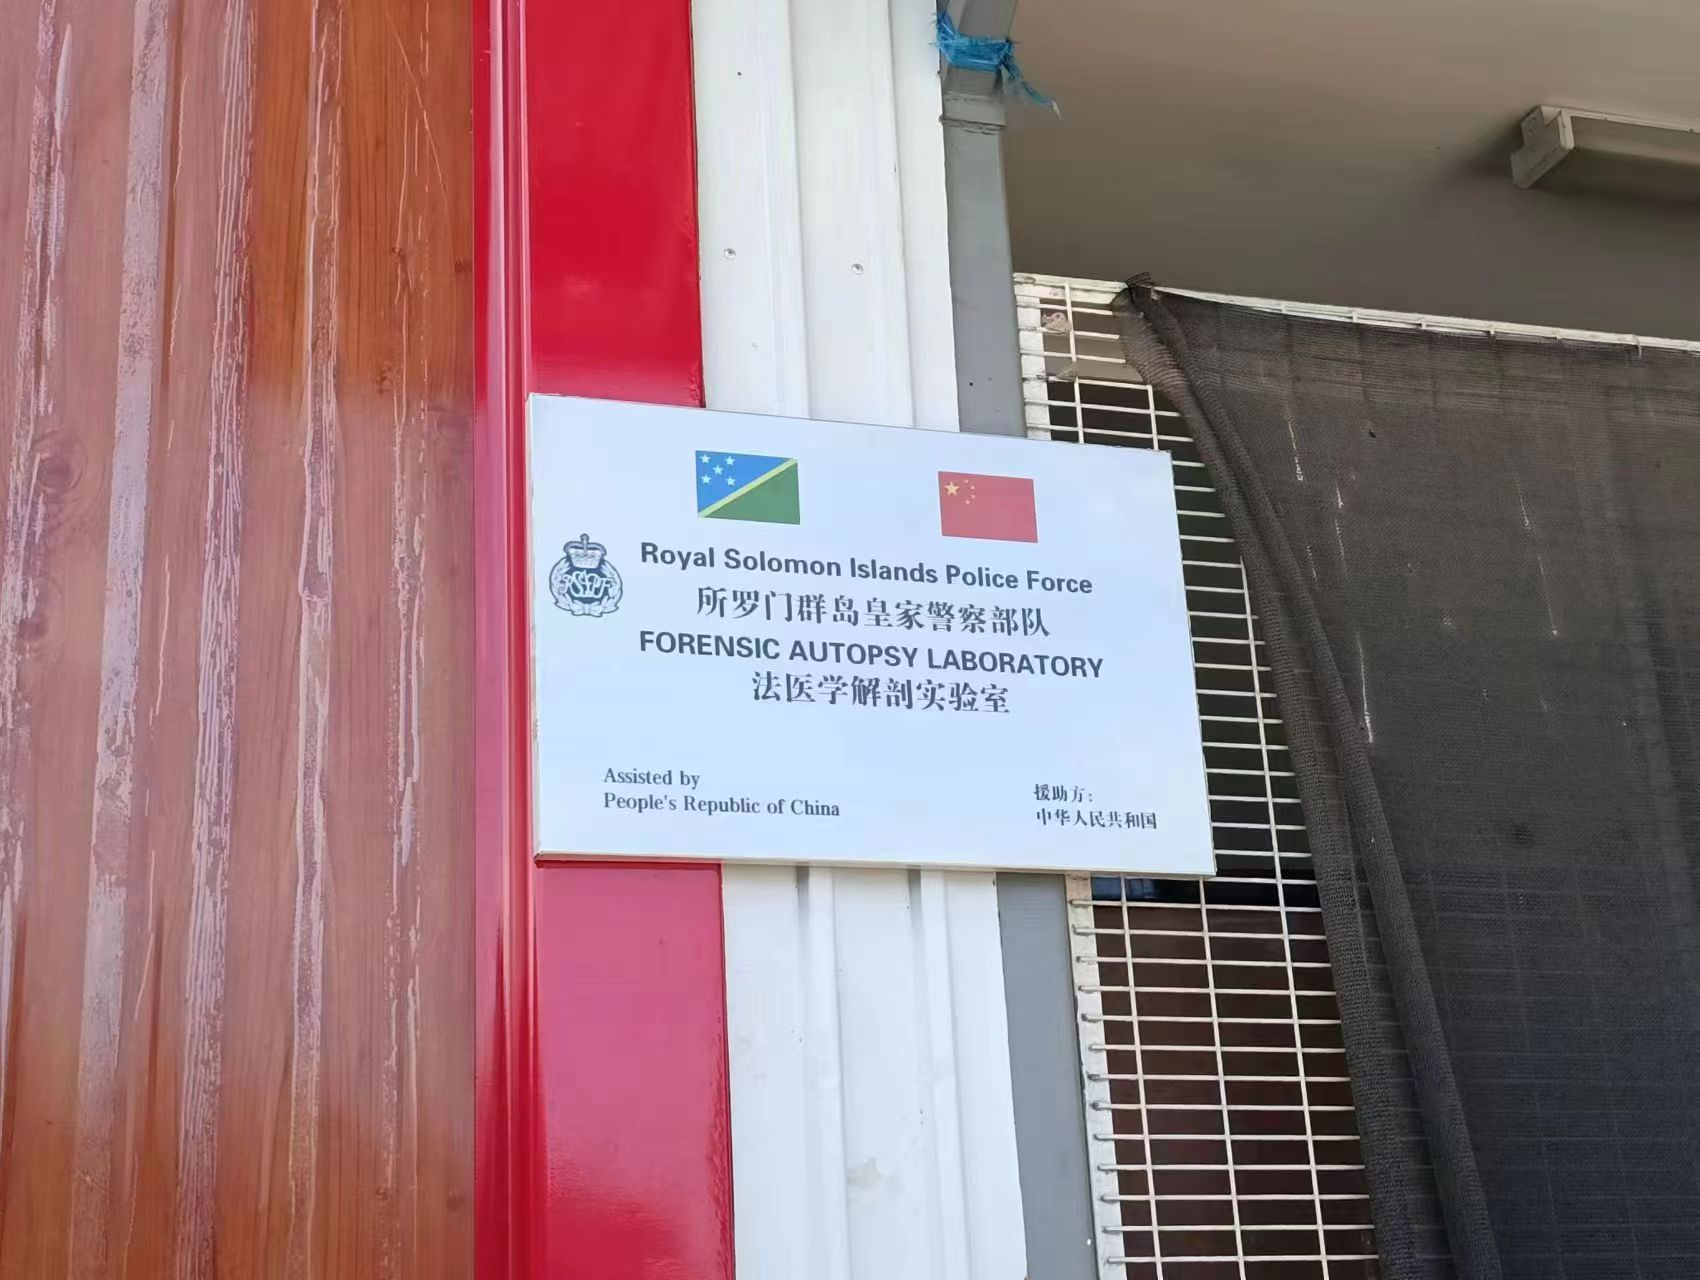 Royal Solomon Islands Police Force
所罗门群岛皇家警察部队
FORENSIC AUTOPSY LABORATORY
法医学解剖实验室
Assisted by
People's Republic of China
援助方：
中华人民共和国